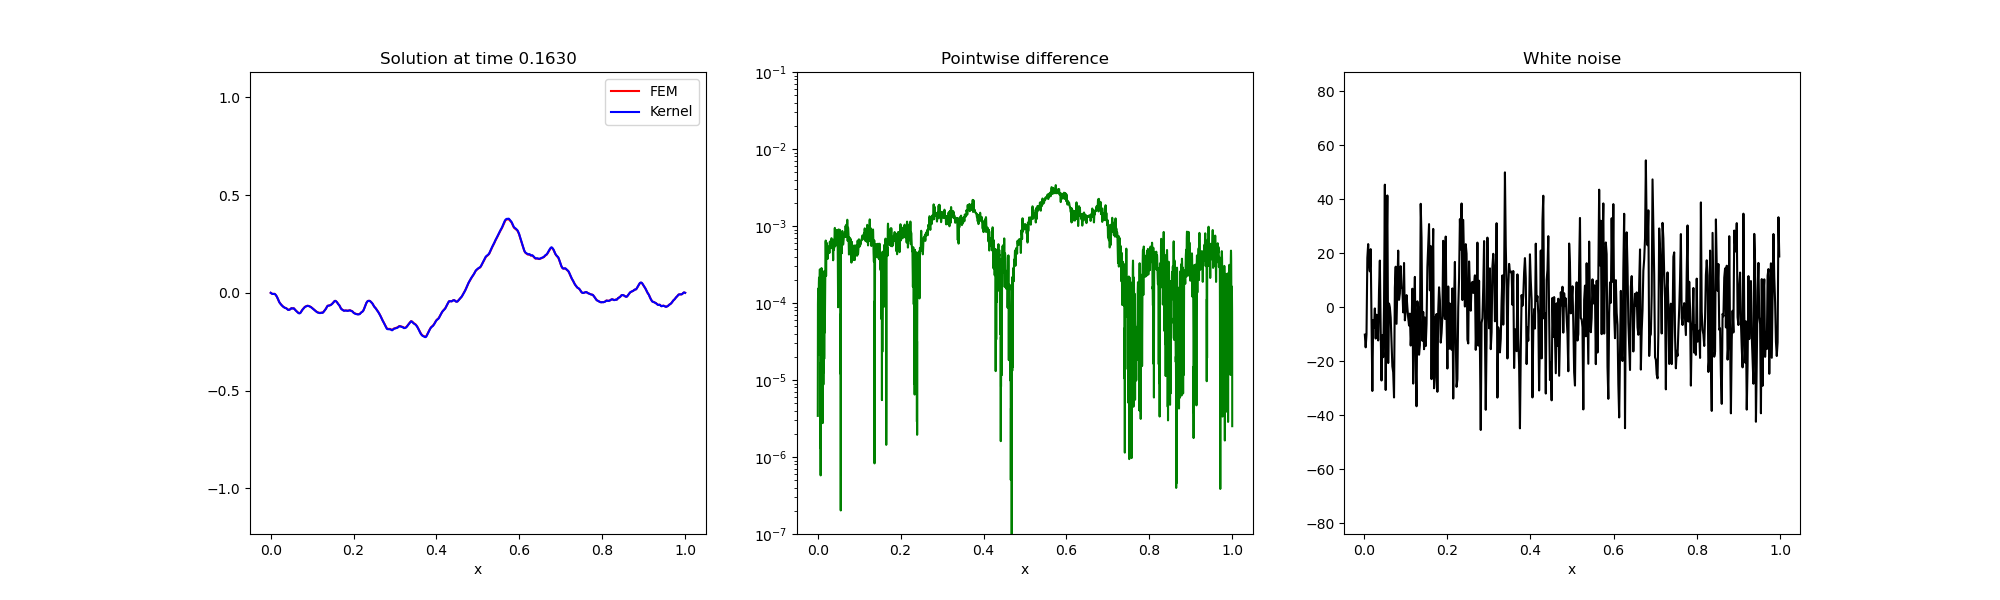 Solution at time 0.1630
1.0
0.5
0.0
−0.5
−1.0
FEM
Kernel
0.0 0.2 0.4 0.6 0.8 1.0
x
Pointwise difference
10⁻¹
10⁻²
10⁻³
10⁻⁴
10⁻⁵
10⁻⁶
10⁻⁷
0.0 0.2 0.4 0.6 0.8 1.0
x
White noise
80
60
40
20
0
−20
−40
−60
−80
0.0 0.2 0.4 0.6 0.8 1.0
x